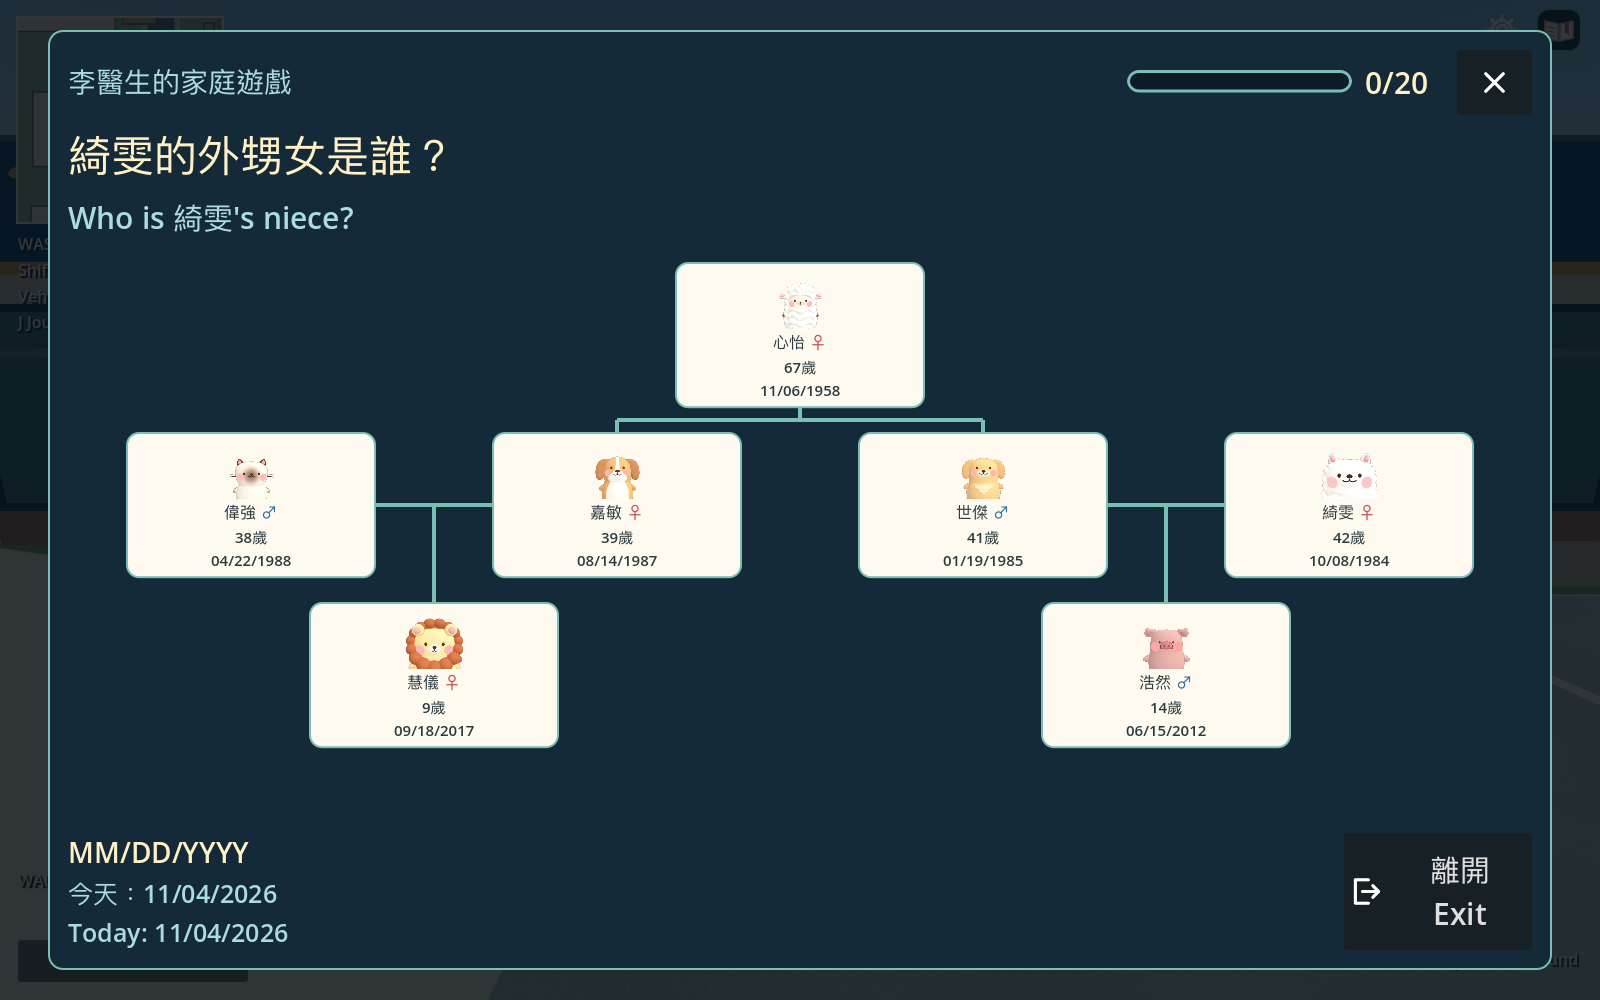 李醫生的家庭遊戲
0/20
綺雯的外甥女是誰？
Who is 綺雯's niece?
心怡 ♀
67歲
11/06/1958
偉強 ♂
38歲
04/22/1988
嘉敏 ♀
39歲
08/14/1987
世傑 ♂
41歲
01/19/1985
綺雯 ♀
42歲
10/08/1984
慧儀 ♀
9歲
09/18/2017
浩然 ♂
14歲
06/15/2012
MM/DD/YYYY
今天：11/04/2026
Today: 11/04/2026
離開
Exit